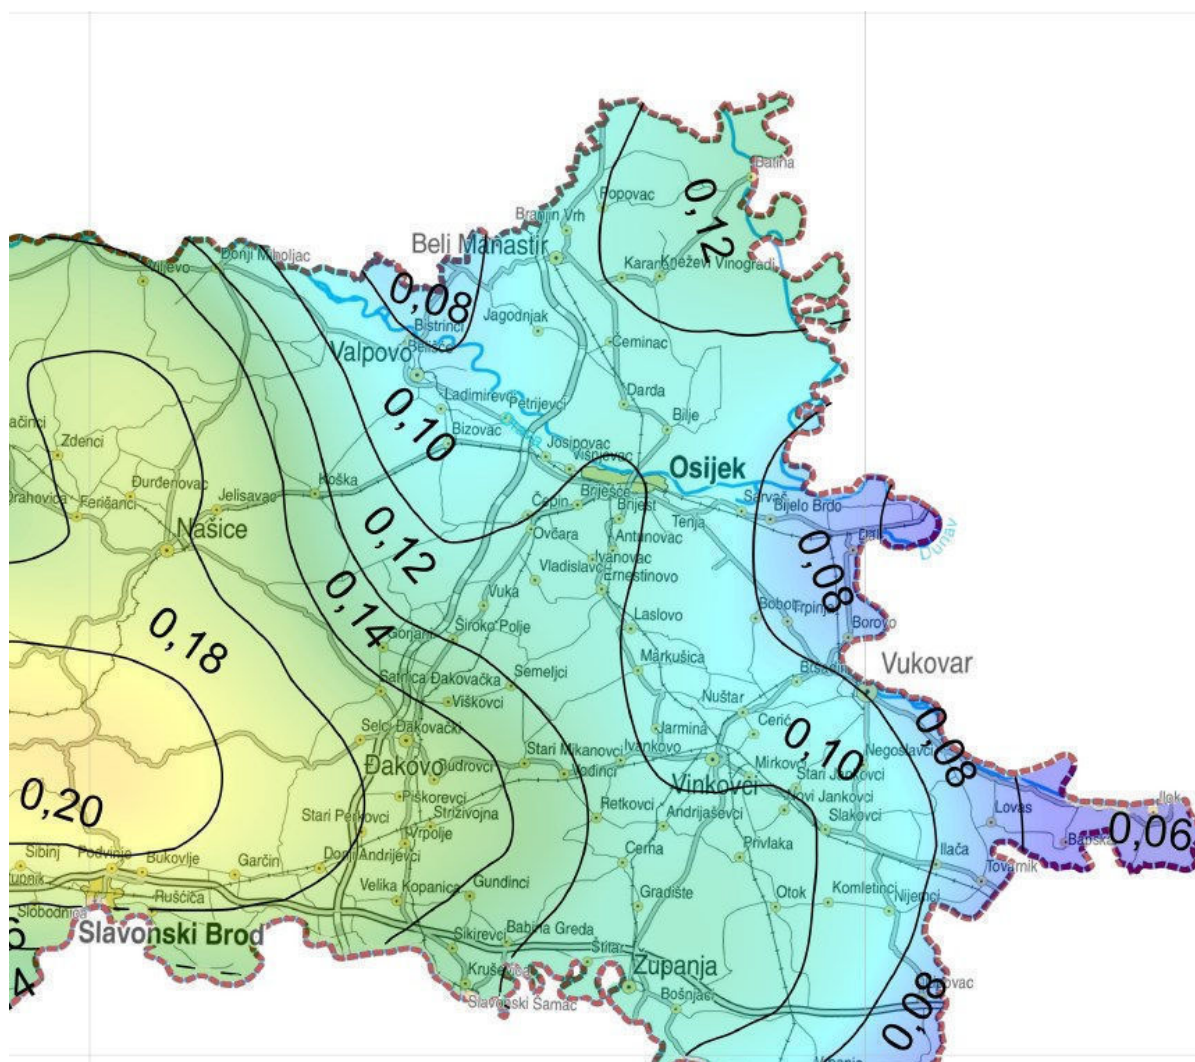 Batina
Popovac
0,12
Branjin Vrh
Beli Manastir
Donji Miholjac
Viljevo
Karanac
Kneževi Vinogradi
0,08
Bistrinci
Jagodnjak
Čeminac
Belišće
Valpovo
Ladimirevci
Petrijevci
Darda
0,10
Bizovac
Drava
Bilje
Josipovac
Višnjevac
Osijek
Zdenci
Koška
Đurđenovac
Jelisavac
Feričanci
Čepin
Briješće
Brijest
Sarvaš
Bijelo Brdo
Tenja
Našice
0,12
Ovčara
Antunovac
Dalj
Dunav
Ivanovac
Vladislavci
Ernestinovo
0,08
0,14
Vuka
Laslovo
Borovo
0,18
Gorjani
Široko Polje
Markušica
Semeljci
Vukovar
Satnica Đakovačka
Viškovci
Nuštar
Cerić
0,10
0,08
Negoslavci
Selci Đakovački
Jarmina
Stari Mikanovci
Ivankovo
Vođinci
Mirkovci
Đakovo
Budrovci
Vinkovci
Stari Jankovci
Novi Jankovci
0,20
Piškorevci
Stari Perkovci
Strizivojna
Vrpolje
Retkovci
Andrijaševci
Slakovci
Lovas
Ilok
0,06
Privlaka
Sibinj
Podvinje
Bukovlje
Garčin
Donji Andrijevci
Cerna
Ilača
Tovarnik
Velika Kopanica
Gundinci
Gradište
Otok
Komletinci
Nijemci
Ruščica
Slobodnica
Slavonski Brod
Sikirevci
Babina Greda
Štitar
Županja
Kruševica
Slavonski Šamac
Bošnjaci
0,08